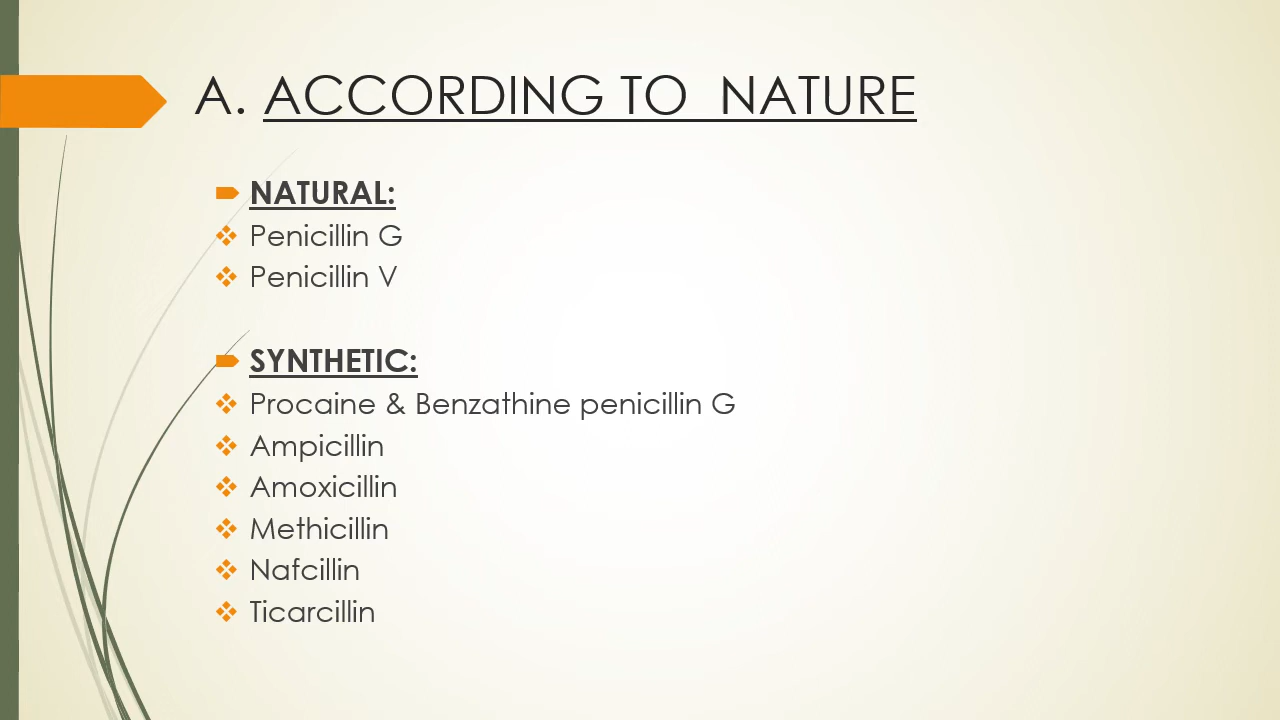 A. ACCORDING TO  NATURE
NATURAL:
Penicillin G
Penicillin V
SYNTHETIC:
Procaine & Benzathine penicillin G
Ampicillin
Amoxicillin
Methicillin
Nafcillin
Ticarcillin